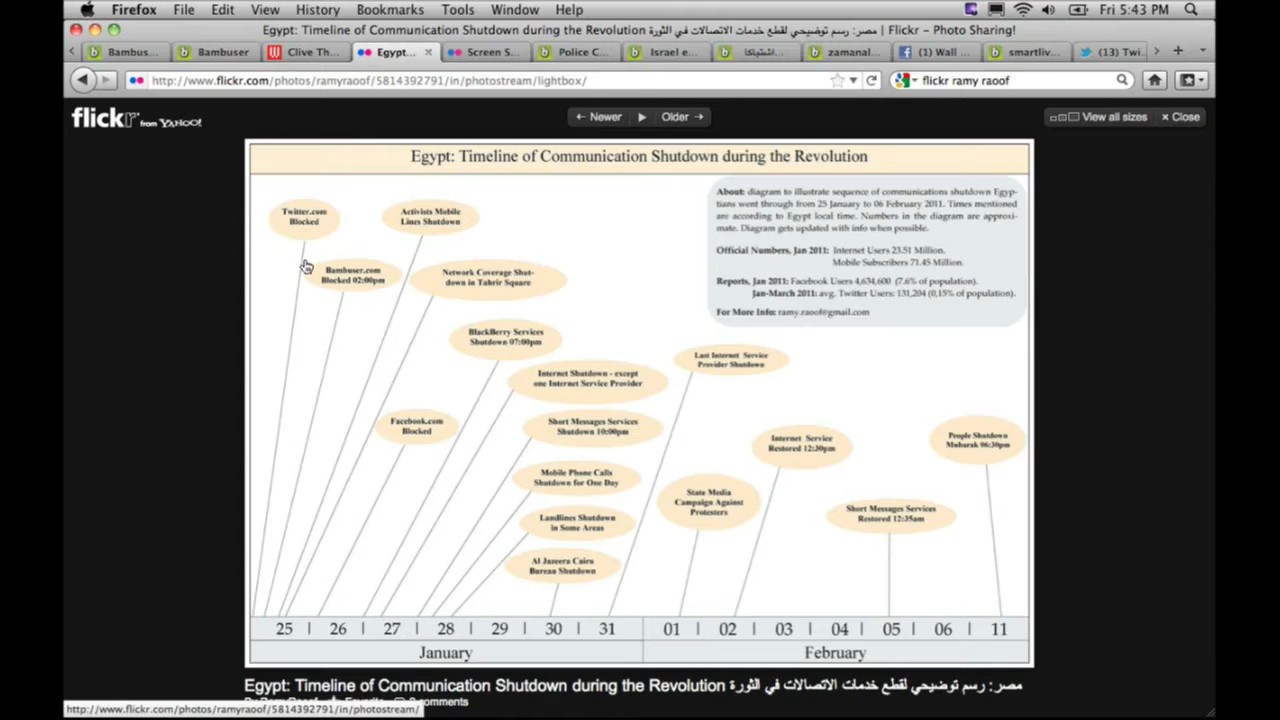 Firefox File Edit View History Bookmarks Tools Window Help Fri 5:43 PM
Egypt: Timeline of Communication Shutdown during the Revolution مصر: رسم توضيحي لقطع خدمات الاتصالات في الثورة | Flickr – Photo Sharing!
Bambus... Bambuser Clive Th... Egypt... Screen S... Police C... Israel e... zamanal... (1) Wall ... smartliv... (13) Twi...
http://www.flickr.com/photos/ramyraoof/5814392791/in/photostream/lightbox/ flickr ramy raoof
flickr from YAHOO! ← Newer Older → View all sizes × Close
Egypt: Timeline of Communication Shutdown during the Revolution
About: diagram to illustrate sequence of communications shutdown Egyp-
tians went through from 25 January to 06 February 2011. Times mentioned
are according to Egypt local time. Numbers in the diagram are approxi-
mate. Diagram gets updated with info when possible.
Official Numbers, Jan 2011: Internet Users 23.51 Million.
Mobile Subscribers 71.45 Million.
Reports, Jan 2011: Facebook Users 4,634,600 (7.6% of population).
Jan-March 2011: avg. Twitter Users: 131,204 (0,15% of population).
For More Info: ramy.raoof@gmail.com
Twitter.com
Blocked
Activists Mobile
Lines Shutdown
Bambuser.com
Blocked 02:00pm
Network Coverage Shut-
down in Tahrir Square
BlackBerry Services
Shutdown 07:00pm
Internet Shutdown - except
one Internet Service Provider
Last Internet Service
Provider Shutdown
Facebook.com
Blocked
Short Messages Services
Shutdown 10:00pm
Internet Service
Restored 12:30pm
People Shutdown
Mubarak 06:30pm
Mobile Phone Calls
Shutdown for One Day
State Media
Campaign Against
Protesters
Landlines Shutdown
in Some Areas
Short Messages Services
Restored 12:35am
Al Jazeera Cairo
Bureau Shutdown
25 | 26 | 27 | 28 | 29 | 30 | 31 01 | 02 | 03 | 04 | 05 | 06 | 11
January February
Egypt: Timeline of Communication Shutdown during the Revolution مصر: رسم توضيحي لقطع خدمات الاتصالات في الثورة
http://www.flickr.com/photos/ramyraoof/5814392791/in/photostream/ comments